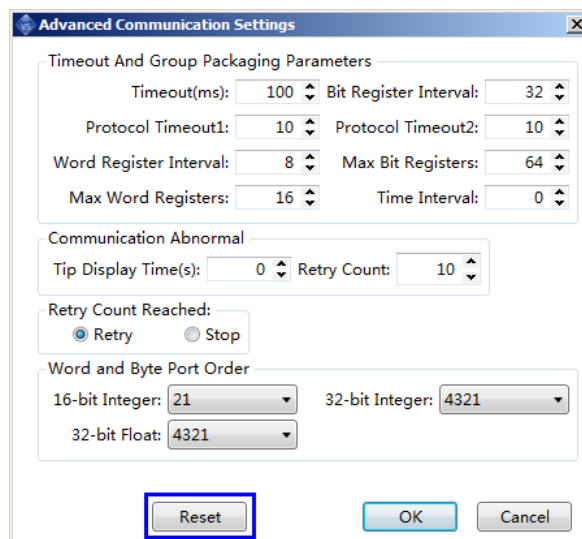 VS Advanced Communication Settings
Timeout And Group Packaging Parameters
Timeout(ms): 100 Bit Register Interval: 32
Protocol Timeout1: 10 Protocol Timeout2: 10
Word Register Interval: 8 Max Bit Registers: 64
Max Word Registers: 16 Time Interval: 0
Communication Abnormal
Tip Display Time(s): 0 Retry Count: 10
Retry Count Reached:
Retry Stop
Word and Byte Port Order
16-bit Integer: 21 32-bit Integer: 4321
32-bit Float: 4321
Reset OK Cancel